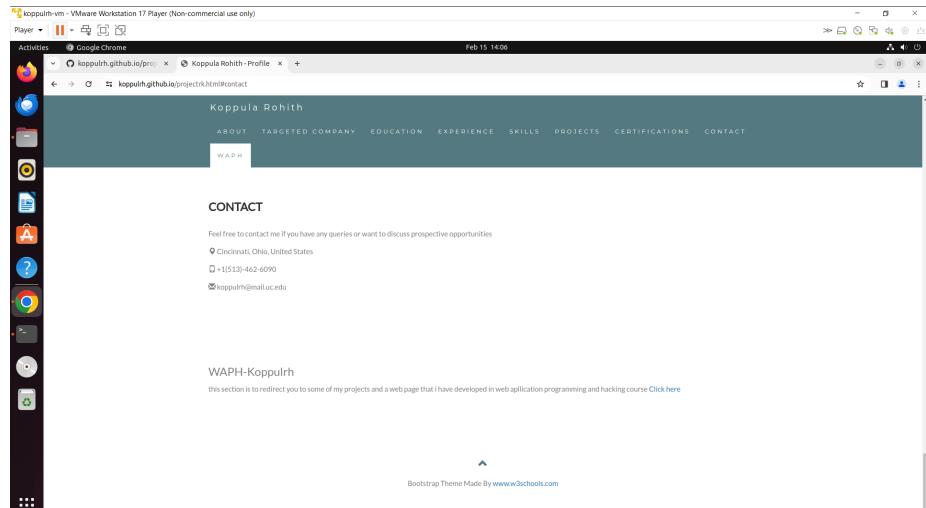 koppulrh-vm - VMware Workstation 17 Player (Non-commercial use only)
Player
Activities Google Chrome Feb 15 14:06
koppulrh.github.io/proj Koppula Rohith - Profile
koppulrh.github.io/projectrk.html#contact
Koppula Rohith
ABOUT TARGETED COMPANY EDUCATION EXPERIENCE SKILLS PROJECTS CERTIFICATIONS CONTACT
WAPH
CONTACT
Feel free to contact me if you have any queries or want to discuss prospective opportunities
Cincinnati, Ohio, United States
+1(513)-462-6090
koppulrh@mail.uc.edu
WAPH-Koppulrh
this section is to redirect you to some of my projects and a web page that i have developed in web apllication programming and hacking course Click here
Bootstrap Theme Made By www.w3schools.com